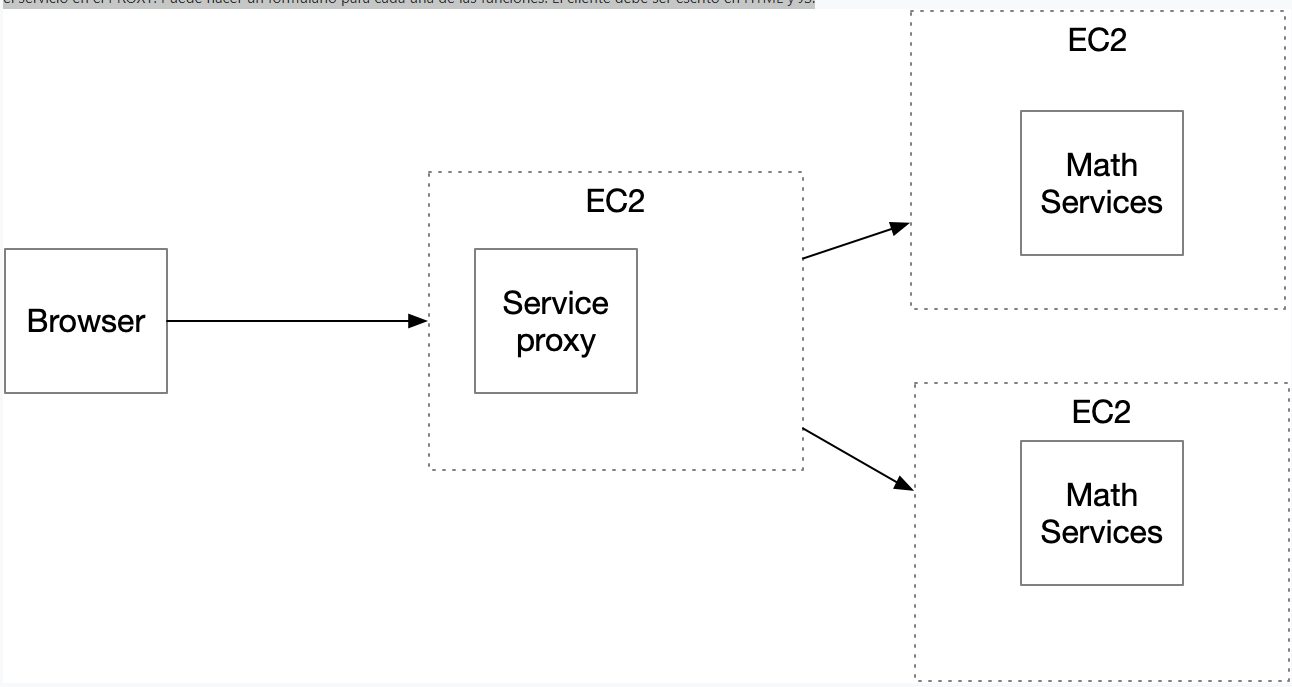 el servicio en el PROXY. Puede hacer un formulario para cada una de las funciones. El cliente debe ser escrito en HTML y JS.
EC2
Math
Services
EC2
Service
proxy
Browser
EC2
Math
Services